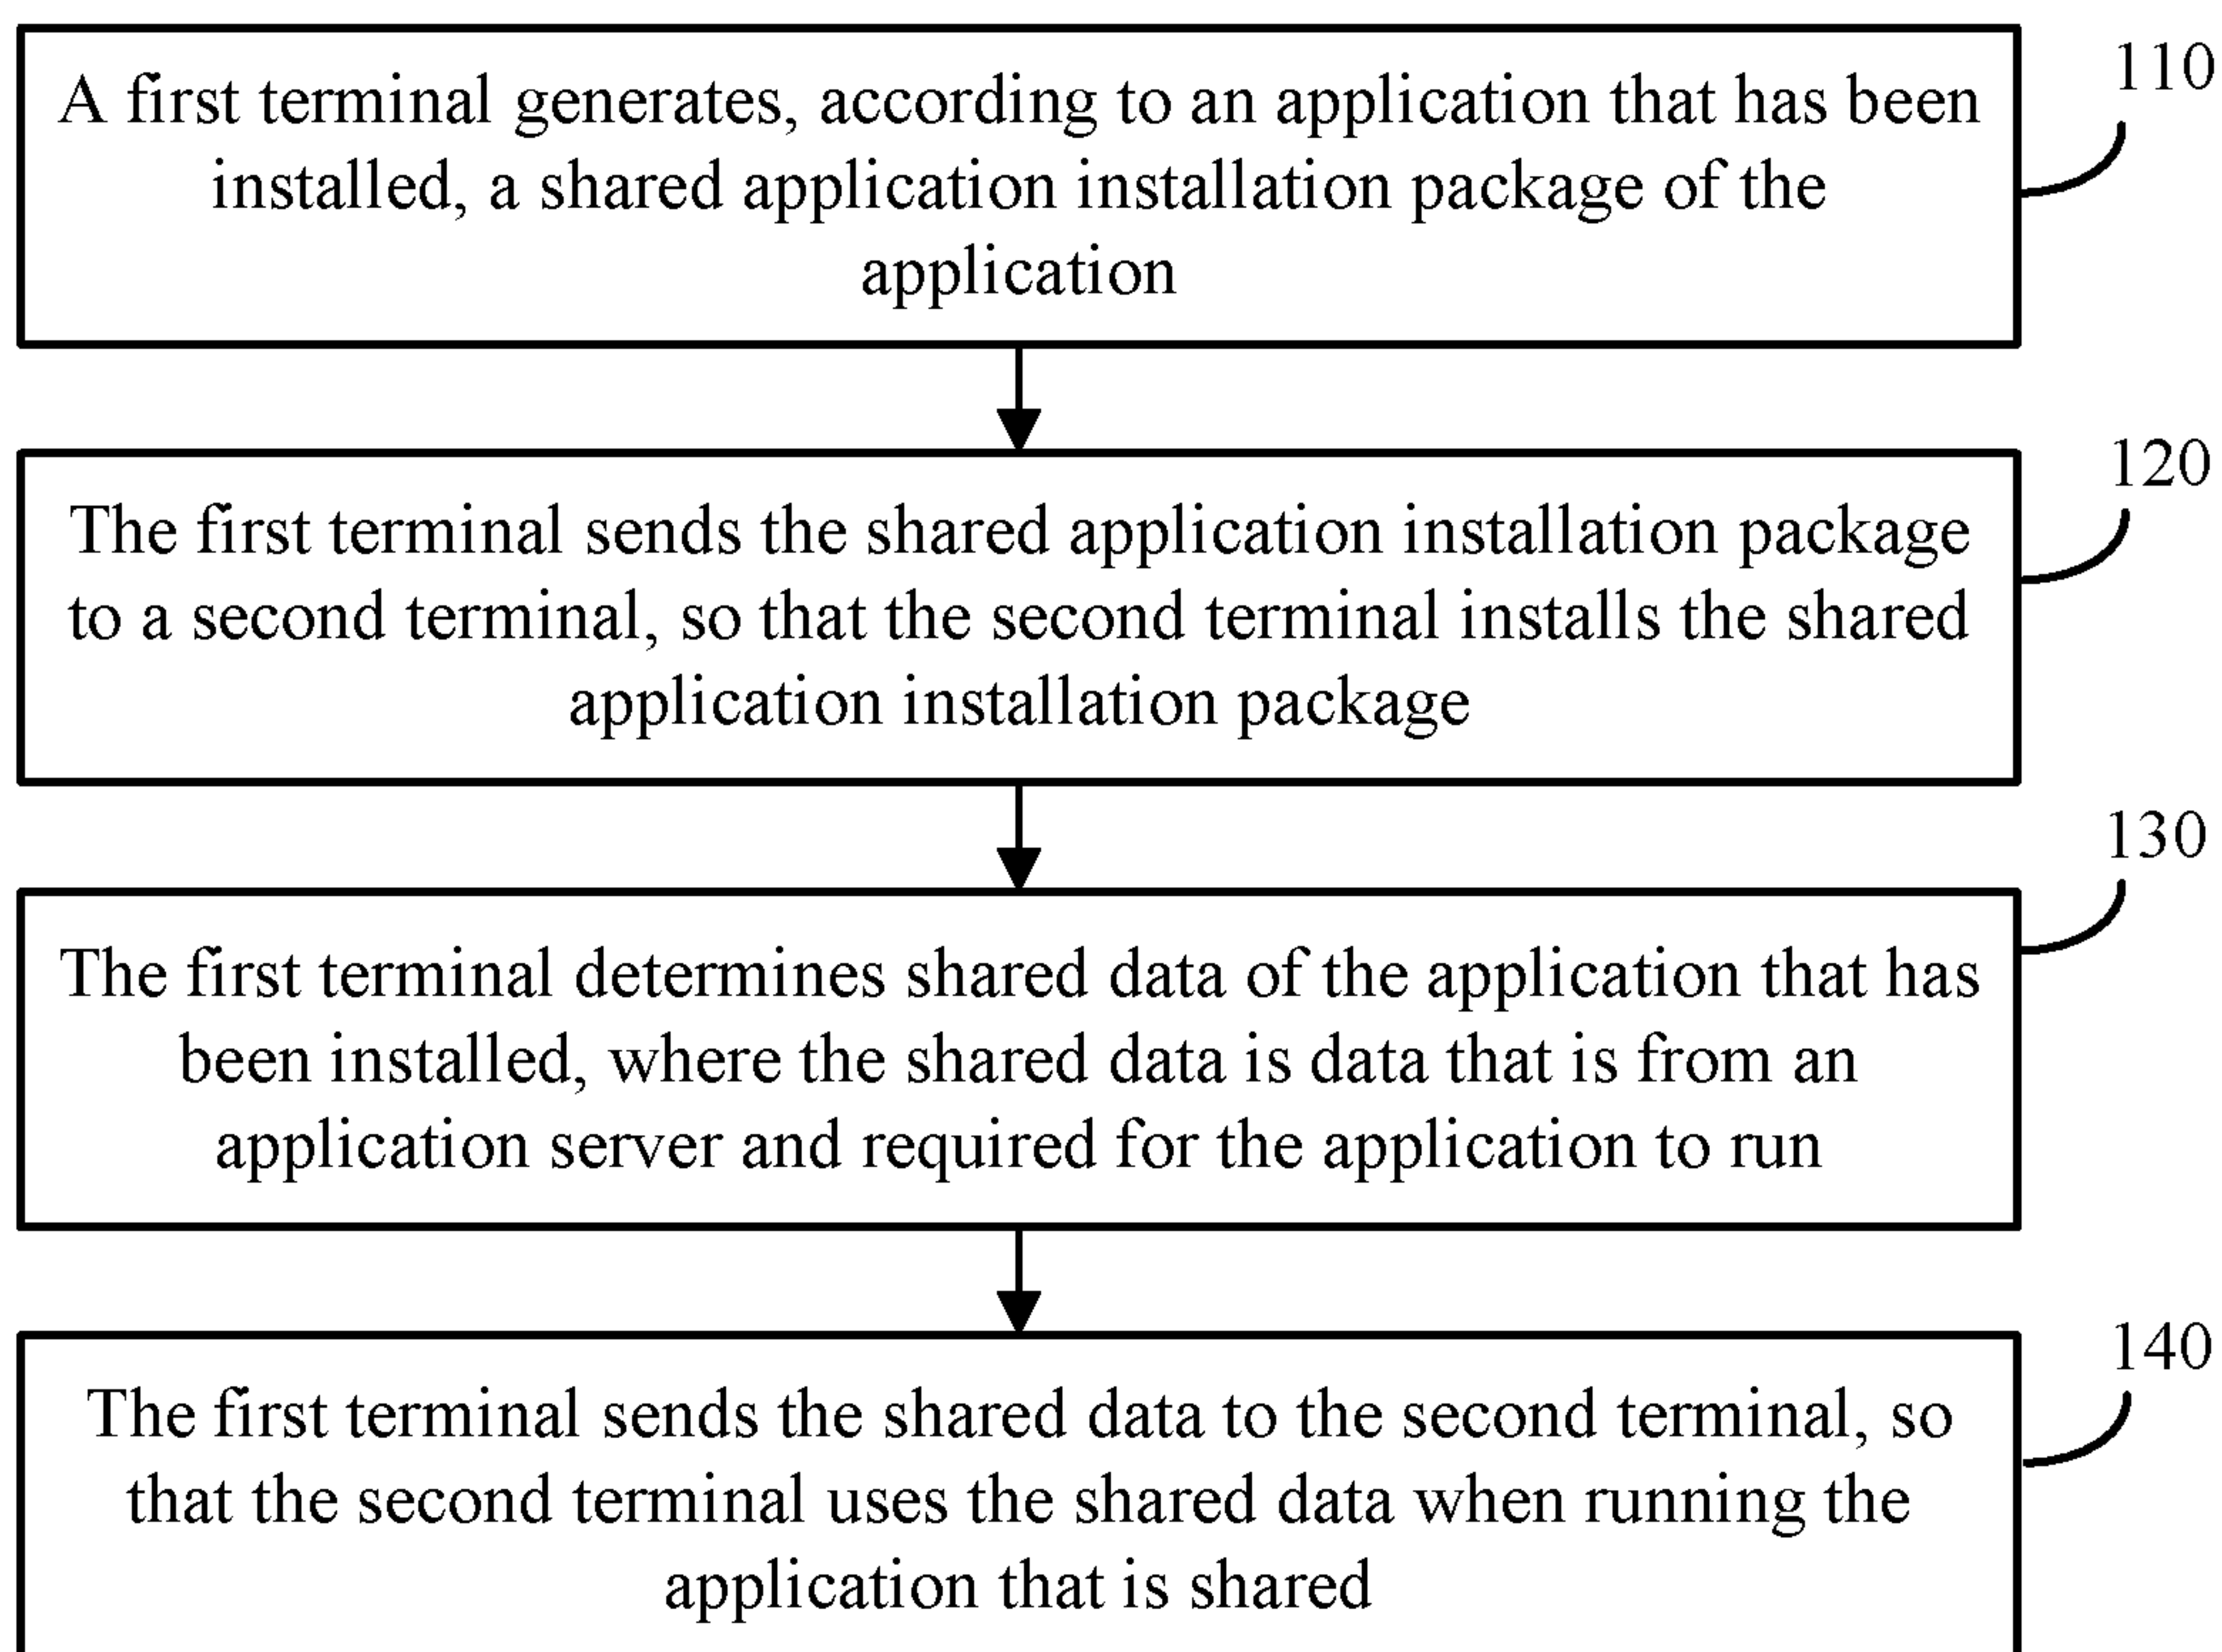 A first terminal generates, according to an application that has been
installed, a shared application installation package of the
application
110
The first terminal sends the shared application installation package
to a second terminal, so that the second terminal installs the shared
application installation package
120
The first terminal determines shared data of the application that has
been installed, where the shared data is data that is from an
application server and required for the application to run
130
The first terminal sends the shared data to the second terminal, so
that the second terminal uses the shared data when running the
application that is shared
140